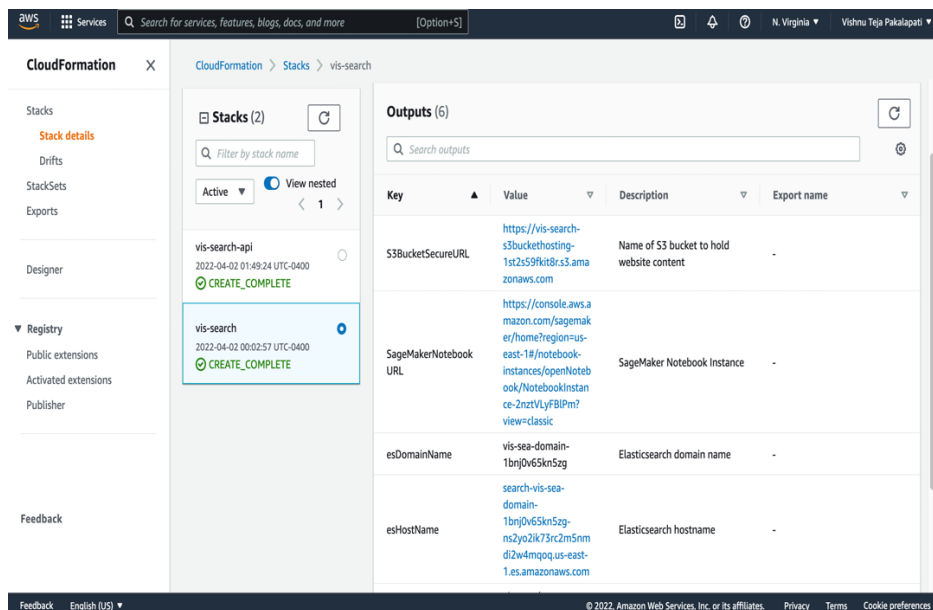 aws
Services
Search for services, features, blogs, docs, and more
[Option+S]
N. Virginia ▼
Vishnu Teja Pakalapati ▼
CloudFormation
Stacks
Stack details
Drifts
StackSets
Exports
Designer
Registry
Public extensions
Activated extensions
Publisher
Feedback
CloudFormation > Stacks > vis-search
Stacks (2)
Filter by stack name
Active ▼
View nested
< 1 >
vis-search-api
2022-04-02 01:49:24 UTC-0400
CREATE_COMPLETE
vis-search
2022-04-02 00:02:57 UTC-0400
CREATE_COMPLETE
Outputs (6)
Search outputs
Key
Value
Description
Export name
S3BucketSecureURL
https://vis-search-
s3buckethosting-
1st2s59fkit8r.s3.ama
zonaws.com
Name of S3 bucket to hold
website content
-
SageMakerNotebook
URL
https://console.aws.a
mazon.com/sagemak
er/home?region=us-
east-1#/notebook-
instances/openNoteb
ook/NotebookInstan
ce-2nztVLyFBlPm?
view=classic
SageMaker Notebook Instance
-
esDomainName
vis-sea-domain-
1bnj0v65kn5zg
Elasticsearch domain name
-
esHostName
search-vis-sea-
domain-
1bnj0v65kn5zg-
ns2yo2ik73rc2m5nm
di2w4mqoq.us-east-
1.es.amazonaws.com
Elasticsearch hostname
-
Feedback
English (US) ▼
© 2022, Amazon Web Services, Inc. or its affiliates.
Privacy
Terms
Cookie preferences